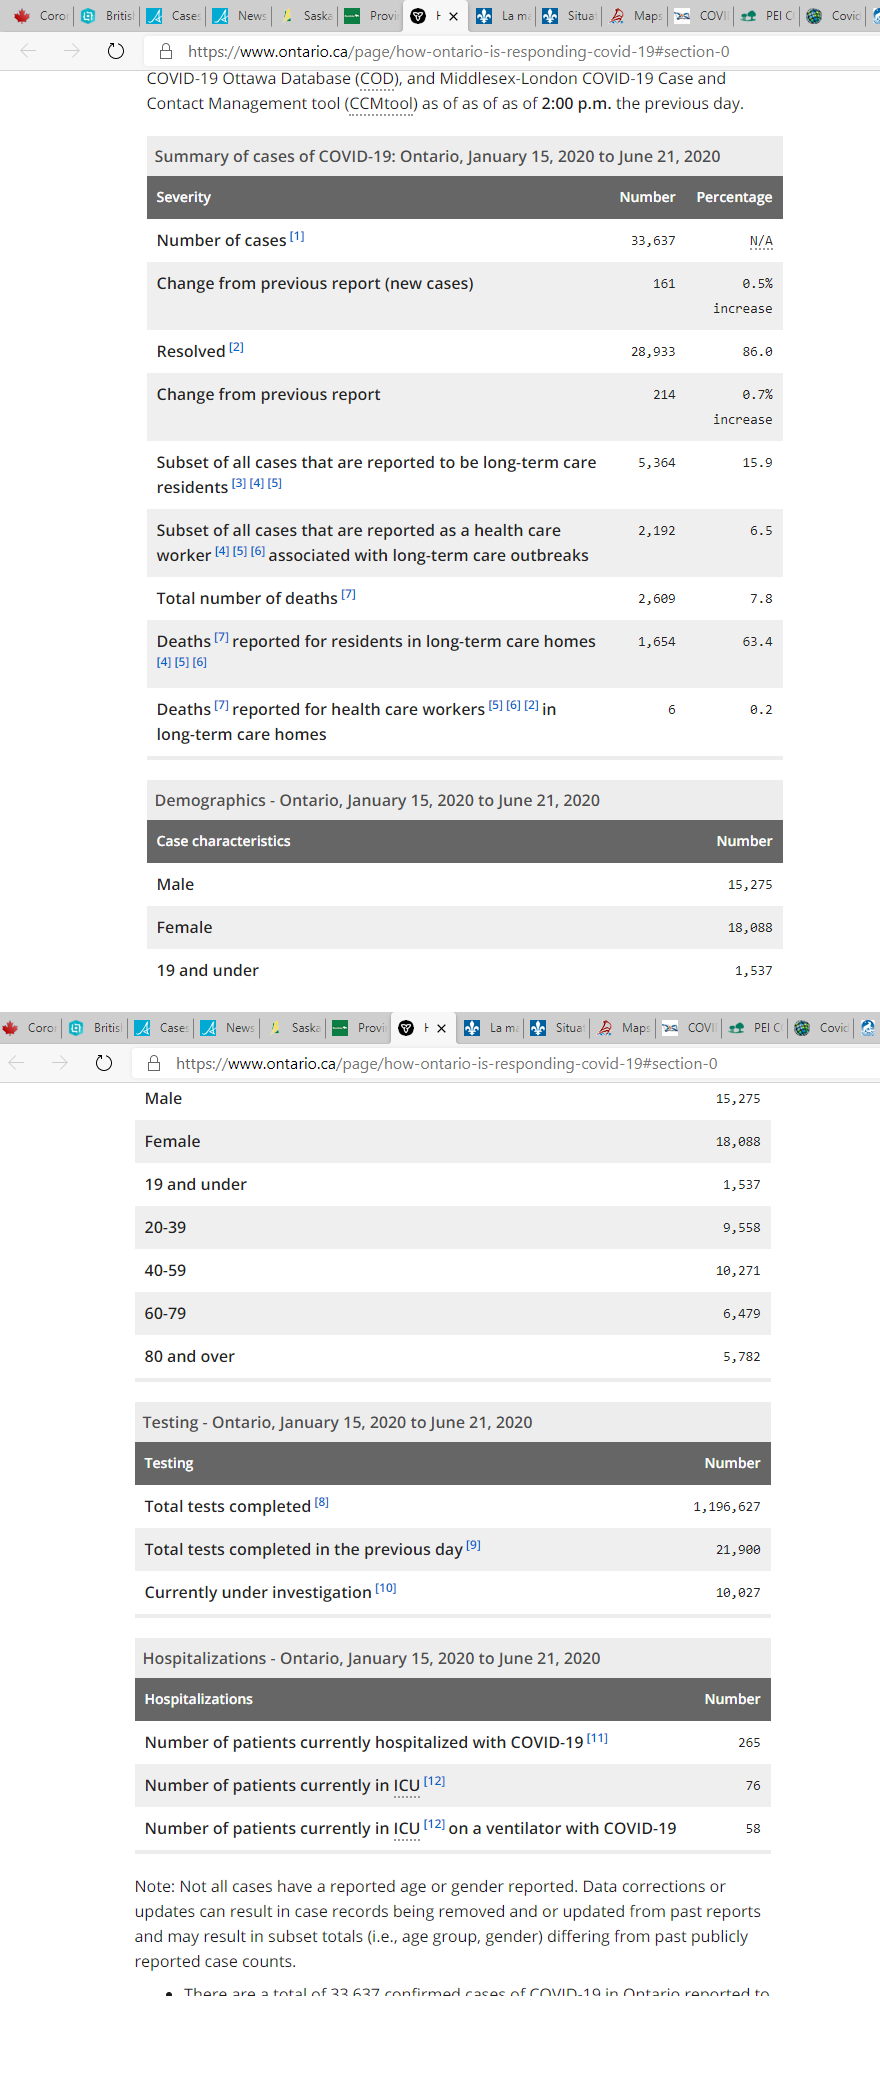 Coror
Britisl
Cases
News
Saska
Provi
H
La ma
Situat
Maps
COVI
PEI C
Covid
https://www.ontario.ca/page/how-ontario-is-responding-covid-19#section-0
COVID-19 Ottawa Database (COD), and Middlesex-London COVID-19 Case and
Contact Management tool (CCMtool) as of as of as of 2:00 p.m. the previous day.
Summary of cases of COVID-19: Ontario, January 15, 2020 to June 21, 2020
Severity Number Percentage
Number of cases [1] 33,637 N/A
Change from previous report (new cases) 161 0.5%
increase
Resolved [2] 28,933 86.0
Change from previous report 214 0.7%
increase
Subset of all cases that are reported to be long-term care 5,364 15.9
residents [3] [4] [5]
Subset of all cases that are reported as a health care 2,192 6.5
worker [4] [5] [6] associated with long-term care outbreaks
Total number of deaths [7] 2,609 7.8
Deaths [7] reported for residents in long-term care homes 1,654 63.4
[4] [5] [6]
Deaths [7] reported for health care workers [5] [6] [2] in 6 0.2
long-term care homes
Demographics - Ontario, January 15, 2020 to June 21, 2020
Case characteristics Number
Male 15,275
Female 18,088
19 and under 1,537
Coror
Britisl
Cases
News
Saska
Provi
H
La ma
Situat
Maps
COVI
PEI C
Covid
https://www.ontario.ca/page/how-ontario-is-responding-covid-19#section-0
Male 15,275
Female 18,088
19 and under 1,537
20-39 9,558
40-59 10,271
60-79 6,479
80 and over 5,782
Testing - Ontario, January 15, 2020 to June 21, 2020
Testing Number
Total tests completed [8] 1,196,627
Total tests completed in the previous day [9] 21,900
Currently under investigation [10] 10,027
Hospitalizations - Ontario, January 15, 2020 to June 21, 2020
Hospitalizations Number
Number of patients currently hospitalized with COVID-19 [11] 265
Number of patients currently in ICU [12] 76
Number of patients currently in ICU [12] on a ventilator with COVID-19 58
Note: Not all cases have a reported age or gender reported. Data corrections or
updates can result in case records being removed and or updated from past reports
and may result in subset totals (i.e., age group, gender) differing from past publicly
reported case counts.
• There are a total of 33,637 confirmed cases of COVID-19 in Ontario reported to